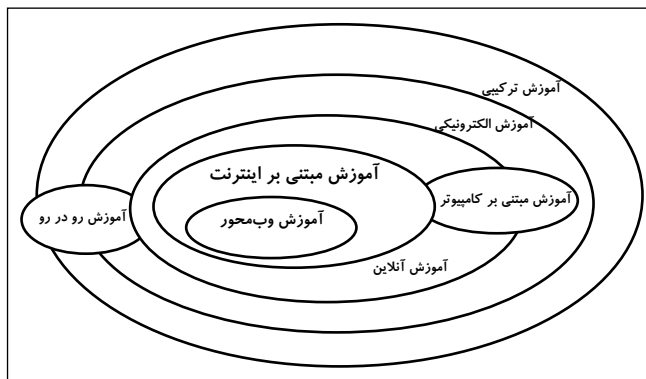 آموزش ترکیبی
آموزش الکترونیکی
آموزش مبتنی بر اینترنت
آموزش مبتنی بر کامپیوتر
آموزش رو در رو
آموزش وب‌محور
آموزش آنلاین